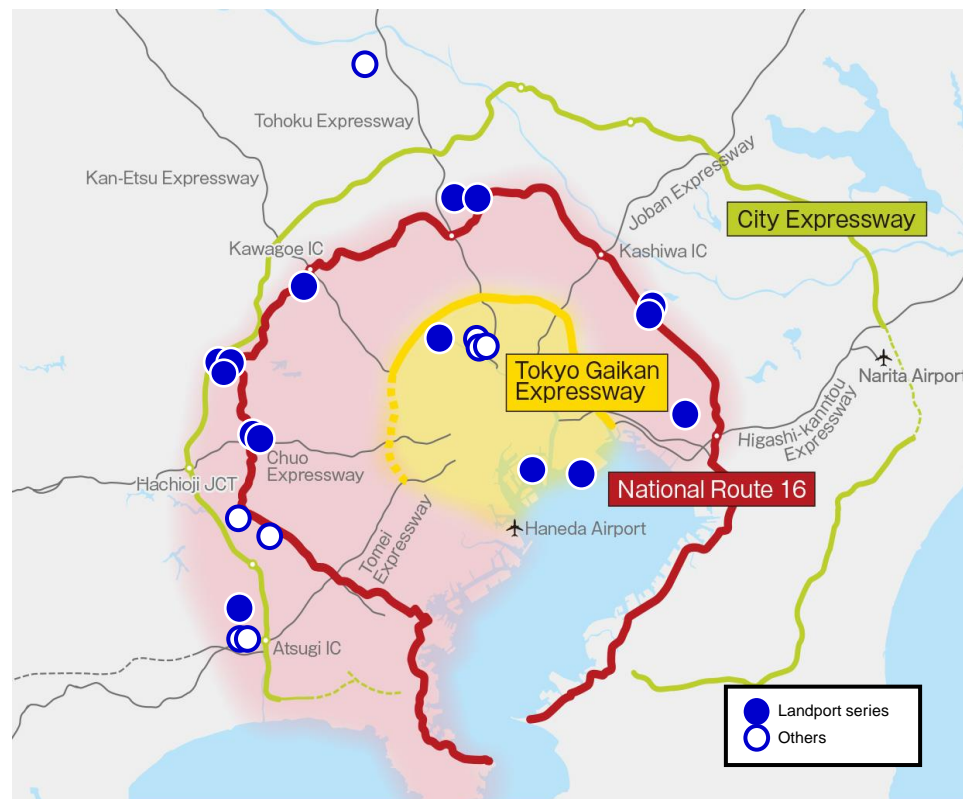 Tohoku Expressway
Kan-Etsu Expressway
Joban Expressway
City Expressway
Kawagoe IC
Kashiwa IC
Tokyo Gaikan
Expressway
Narita Airport
Higashi-kanntou
Expressway
Chuo
Expressway
Hachioji JCT
National Route 16
Tomei
Expressway
Haneda Airport
Atsugi IC
Landport series
Others